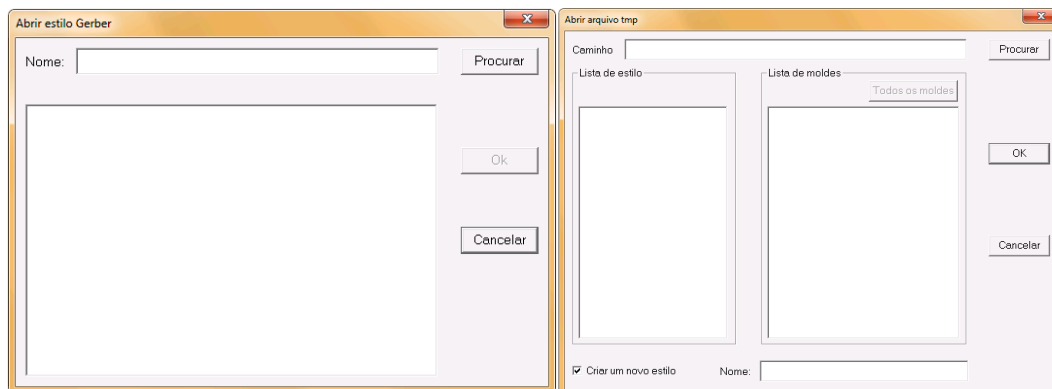 Abrir estilo Gerber
Nome:
Procurar
Ok
Cancelar
Abrir arquivo tmp
Caminho
Procurar
Lista de estilo
Lista de moldes
Todos os moldes
OK
Cancelar
Criar um novo estilo
Nome: